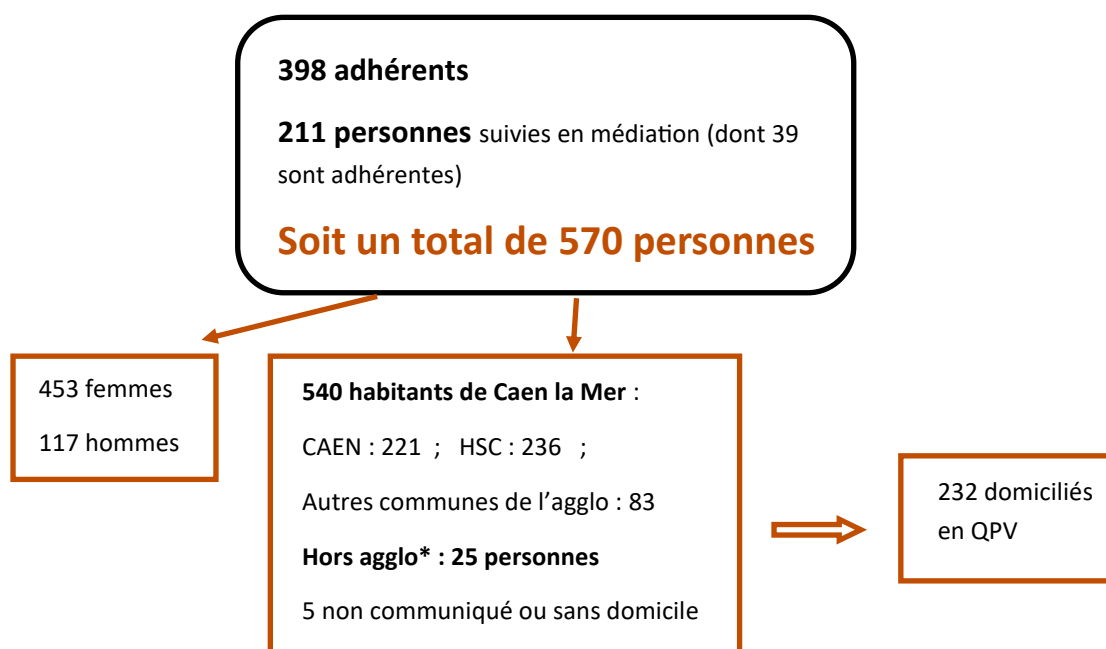 398 adhérents
211 personnes suivies en médiation (dont 39
sont adhérentes)
Soit un total de 570 personnes
453 femmes
117 hommes
540 habitants de Caen la Mer :
CAEN : 221 ; HSC : 236 ;
Autres communes de l’agglo : 83
Hors agglo* : 25 personnes
5 non communiqué ou sans domicile
232 domiciliés
en QPV